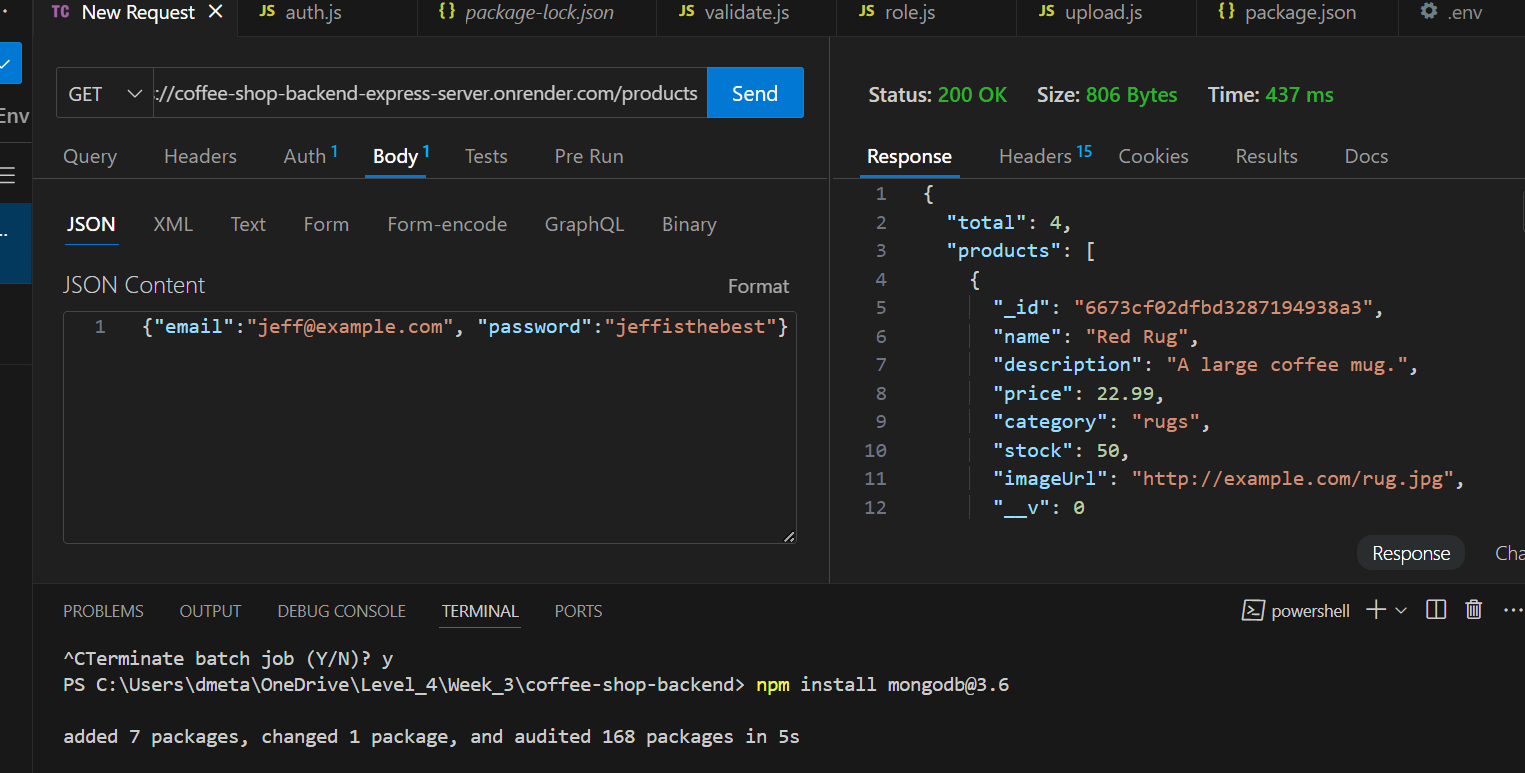 TC New Request × JS auth.js {} package-lock.json JS validate.js JS role.js JS upload.js {} package.json .env
Env
GET ://coffee-shop-backend-express-server.onrender.com/products Send
Query Headers Auth 1 Body 1 Tests Pre Run
JSON XML Text Form Form-encode GraphQL Binary
JSON Content Format
1 {"email":"jeff@example.com", "password":"jeffisthebest"}
Status: 200 OK Size: 806 Bytes Time: 437 ms
Response Headers 15 Cookies Results Docs
1 {
2 "total": 4,
3 "products": [
4 {
5 "_id": "6673cf02dfbd3287194938a3",
6 "name": "Red Rug",
7 "description": "A large coffee mug.",
8 "price": 22.99,
9 "category": "rugs",
10 "stock": 50,
11 "imageUrl": "http://example.com/rug.jpg",
12 "__v": 0
Response Cha
PROBLEMS OUTPUT DEBUG CONSOLE TERMINAL PORTS powershell
^CTerminate batch job (Y/N)? y
PS C:\Users\dmeta\OneDrive\Level_4\Week_3\coffee-shop-backend> npm install mongodb@3.6
added 7 packages, changed 1 package, and audited 168 packages in 5s